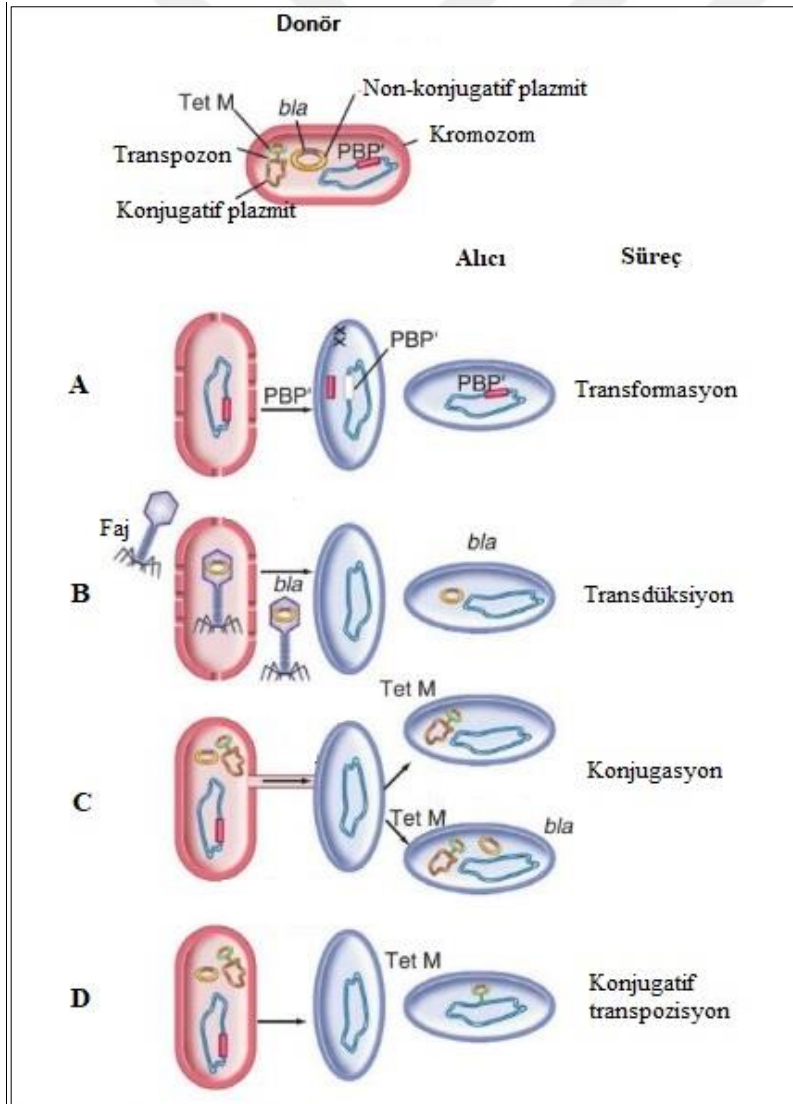 Donör
Non-konjugatif plazmit
Tet M
bla
Kromozom
PBP'
Transpozon
Konjugatif plazmit
Alıcı
Süreç
A
PBP'
XX
PBP'
PBP'
Transformasyon
Faj
B
bla
bla
Transdüksiyon
C
Tet M
Tet M
bla
Konjugasyon
D
Tet M
Konjugatif
transpozisyon